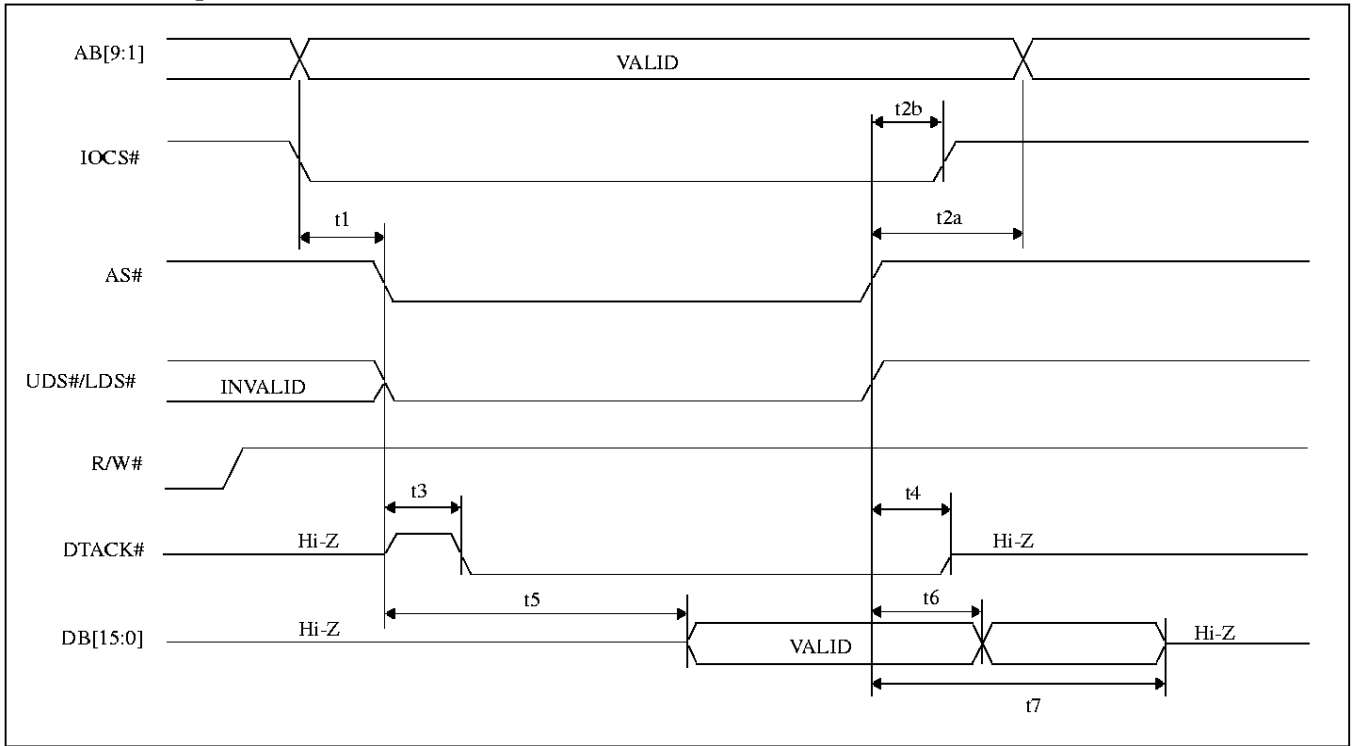 AB[9:1]
VALID
t2b
IOCS#
t1
t2a
AS#
UDS#/LDS#
INVALID
R/W#
t3
t4
DTACK#
Hi-Z
Hi-Z
t5
t6
DB[15:0]
Hi-Z
VALID
Hi-Z
t7